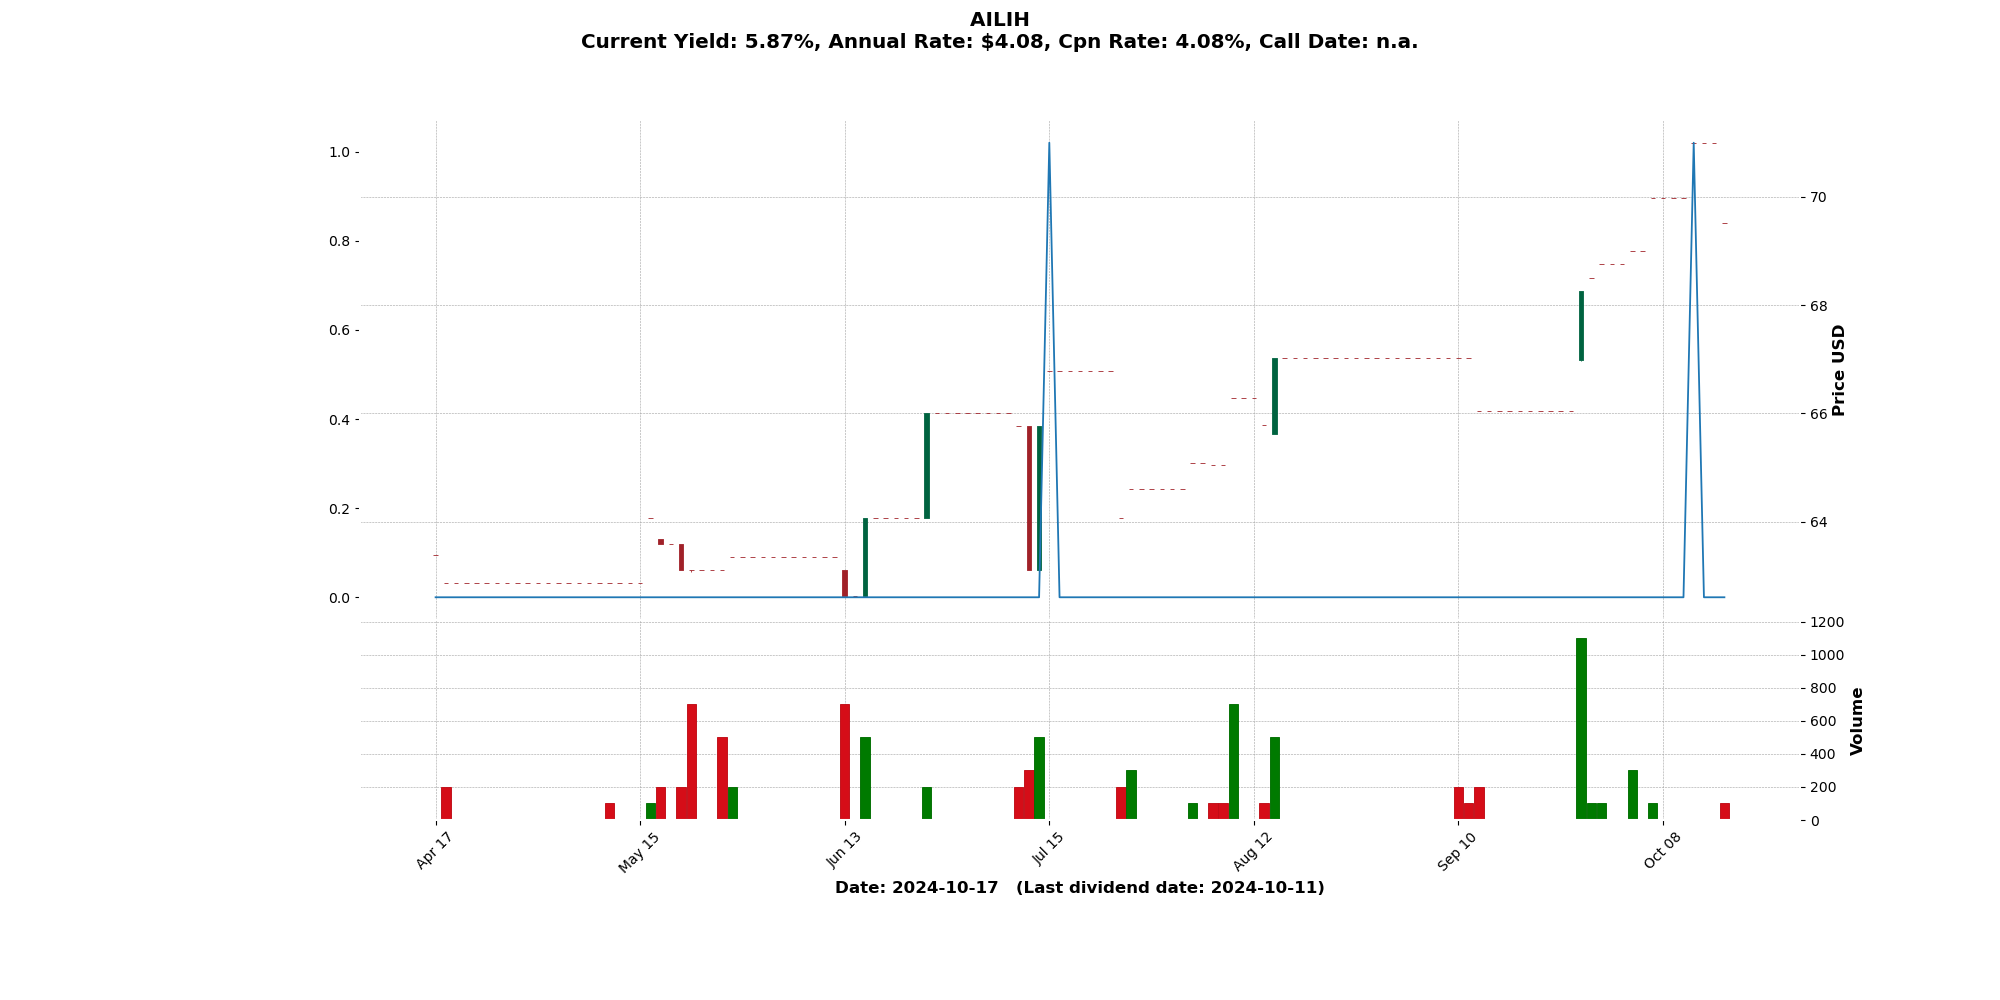 AILIH
Current Yield: 5.87%, Annual Rate: $4.08, Cpn Rate: 4.08%, Call Date: n.a.
1.0
0.8
0.6
0.4
0.2
0.0
70
68
66
64
Price USD
1200
1000
800
600
400
200
0
Volume
Apr 17
May 15
Jun 13
Jul 15
Aug 12
Sep 10
Oct 08
Date: 2024-10-17 (Last dividend date: 2024-10-11)